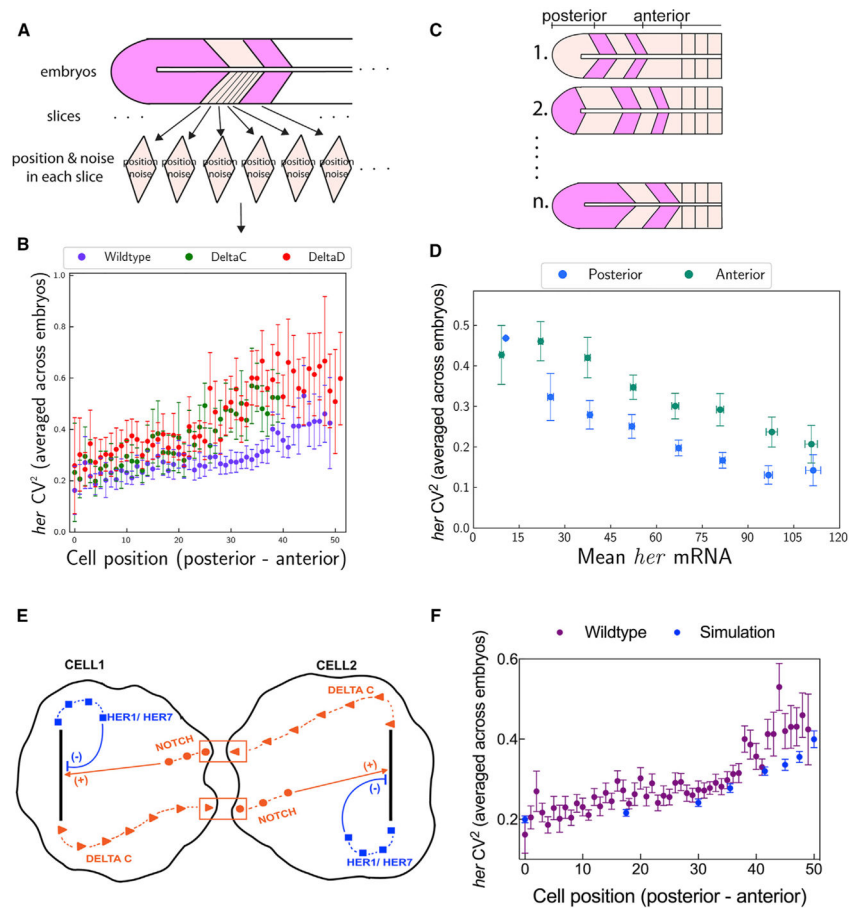 A
embryos
slices
position & noise
in each slice
position noise
position noise
position noise
position noise
position noise
position noise
B
Wildtype DeltaC DeltaD
her CV² (averaged across embryos)
1.0
0.8
0.6
0.4
0.2
0.0
0 10 20 30 40 50
Cell position (posterior - anterior)
C
posterior anterior
1.
2.
n.
D
Posterior Anterior
her CV² (averaged across embryos)
0.5
0.4
0.3
0.2
0.1
0
0 15 30 45 60 75 90 105 120
Mean her mRNA
E
CELL1
CELL2
DELTA C
HER1/ HER7
NOTCH
(-)
(+)
(+)
(-)
NOTCH
DELTA C
HER1/ HER7
F
Wildtype Simulation
her CV² (averaged across embryos)
0.6
0.4
0.2
0 10 20 30 40 50
Cell position (posterior - anterior)